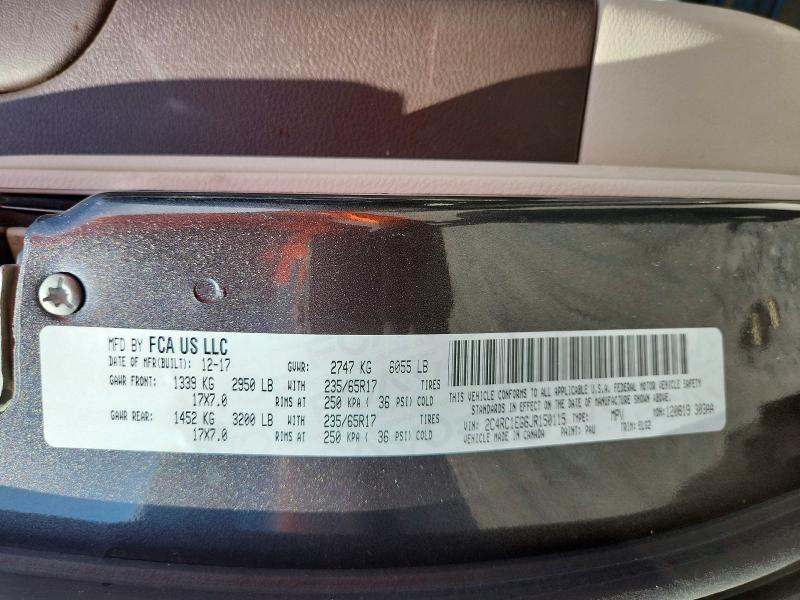 MFD BY FCA US LLC
DATE OF MFR(BUILT): 12-17 GVWR: 2747 KG 6055 LB
GAWR FRONT: 1339 KG 2950 LB WITH 235/65R17 TIRES
17X7.0 RIMS AT 250 KPA ( 36 PSI) COLD
GAWR REAR: 1452 KG 3200 LB WITH 235/65R17 TIRES
17X7.0 RIMS AT 250 KPA ( 36 PSI) COLD
THIS VEHICLE CONFORMS TO ALL APPLICABLE U.S.A. FEDERAL MOTOR VEHICLE SAFETY
STANDARDS IN EFFECT ON THE DATE OF MANUFACTURE SHOWN ABOVE.
VIN: 2C4RC1EG6JR150115 TYPE: MPV MDH: 120819 303AA
VEHICLE MADE IN CANADA PAINT: PAU TRIM: ELG2